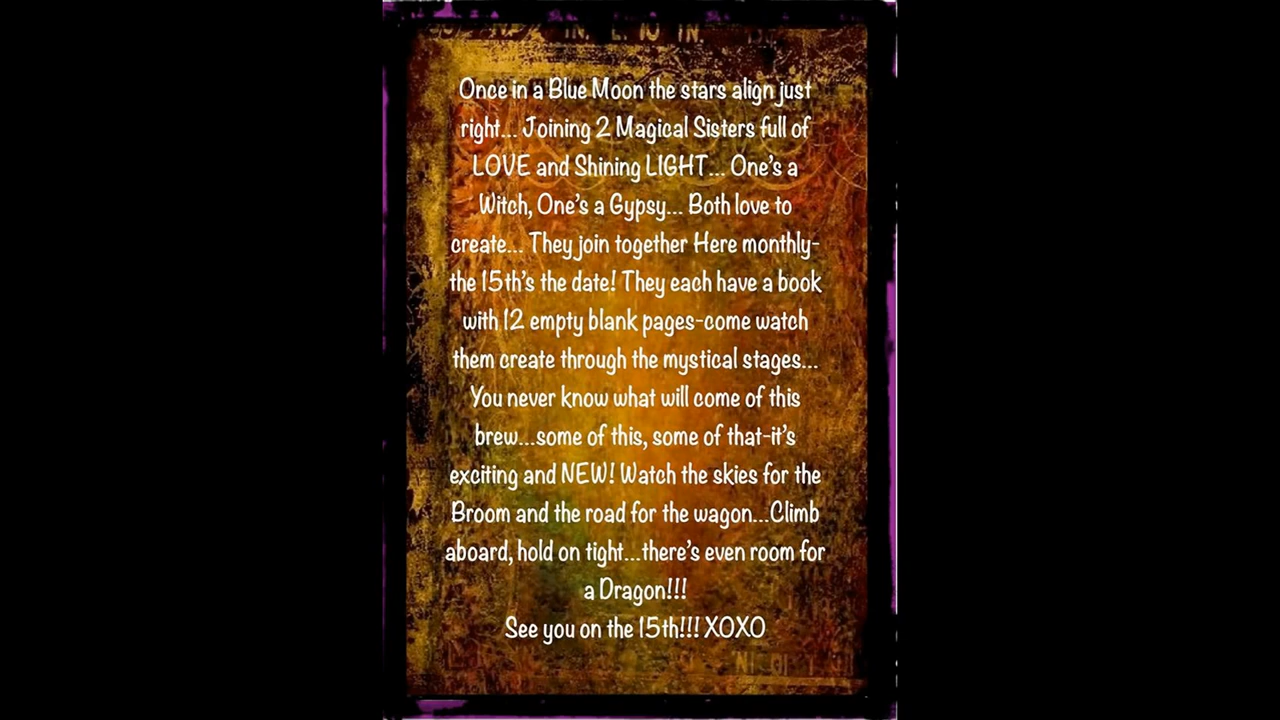 Once in a Blue Moon the stars align just
right... Joining 2 Magical Sisters full of
LOVE and Shining LIGHT... One's a
Witch, One's a Gypsy... Both love to
create... They join together Here monthly-
the 15th's the date! They each have a book
with 12 empty blank pages-come watch
them create through the mystical stages...
You never know what will come of this
brew...some of this, some of that-it's
exciting and NEW! Watch the skies for the
Broom and the road for the wagon...Climb
aboard, hold on tight...there's even room for
a Dragon!!!
See you on the 15th!!! XOXO